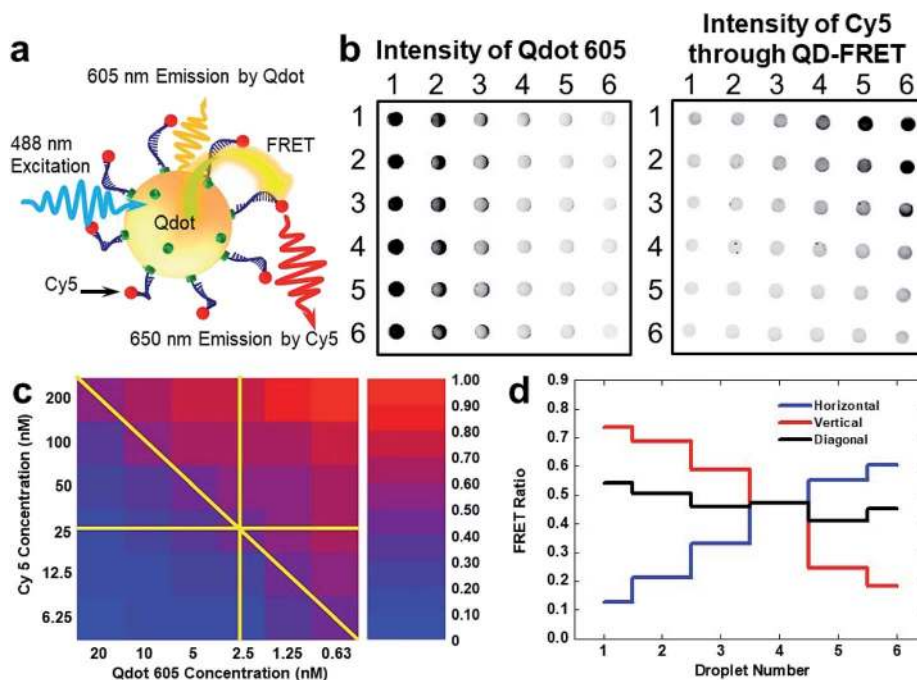 a
605 nm Emission by Qdot
488 nm
Excitation
FRET
Qdot
Cy5
650 nm Emission by Cy5
b
Intensity of Qdot 605
1 2 3 4 5 6
1
2
3
4
5
6
Intensity of Cy5
through QD-FRET
1 2 3 4 5 6
1
2
3
4
5
6
c
Cy 5 Concentration (nM)
200
100
50
25
12.5
6.25
20 10 5 2.5 1.25 0.63
Qdot 605 Concentration (nM)
1.00
0.90
0.80
0.70
0.60
0.50
0.40
0.30
0.20
0.10
0
d
FRET Ratio
0.9
0.8
0.7
0.6
0.5
0.4
0.3
0.2
0.1
0.0
Horizontal
Vertical
Diagonal
1 2 3 4 5 6
Droplet Number